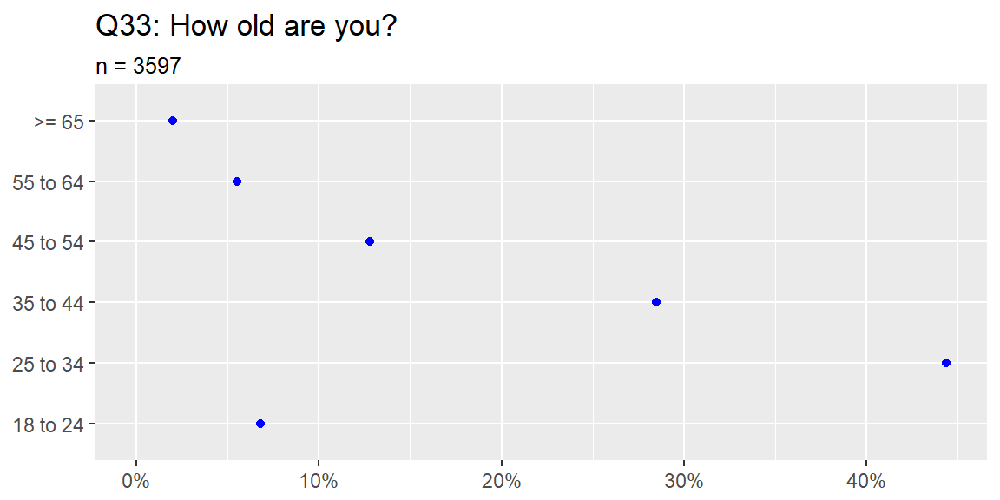 Q33: How old are you?
n = 3597
>= 65
55 to 64
45 to 54
35 to 44
25 to 34
18 to 24
0% 10% 20% 30% 40%